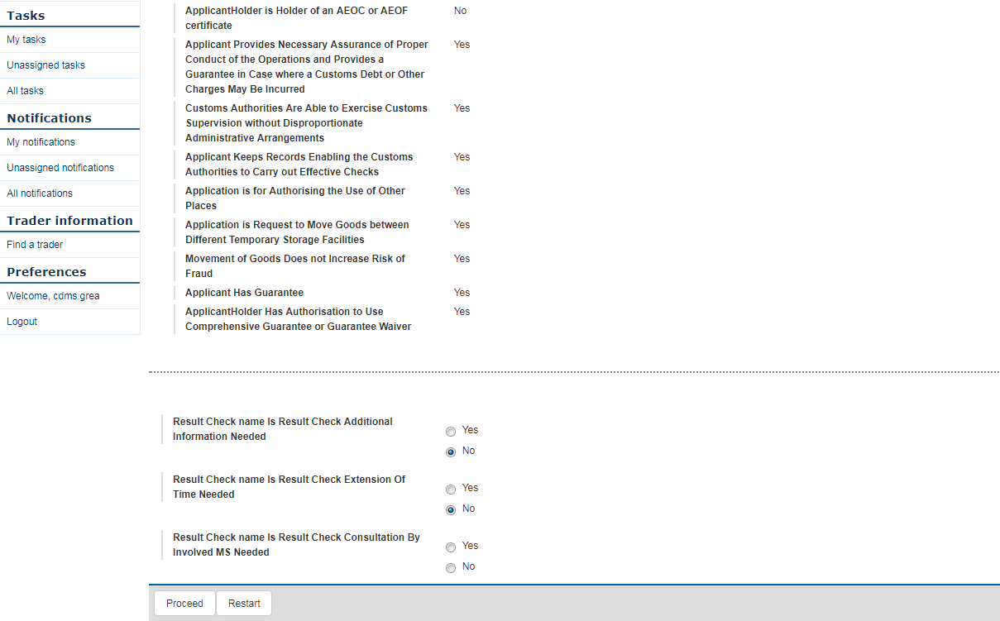 Tasks
My tasks
Unassigned tasks
All tasks
Notifications
My notifications
Unassigned notifications
All notifications
Trader information
Find a trader
Preferences
Welcome, cdms.grea
Logout
ApplicantHolder is Holder of an AEOC or AEOF No
certificate
Applicant Provides Necessary Assurance of Proper Yes
Conduct of the Operations and Provides a
Guarantee in Case where a Customs Debt or Other
Charges May Be Incurred
Customs Authorities Are Able to Exercise Customs Yes
Supervision without Disproportionate
Administrative Arrangements
Applicant Keeps Records Enabling the Customs Yes
Authorities to Carry out Effective Checks
Application is for Authorising the Use of Other Yes
Places
Application is Request to Move Goods between Yes
Different Temporary Storage Facilities
Movement of Goods Does not Increase Risk of Yes
Fraud
Applicant Has Guarantee Yes
ApplicantHolder Has Authorisation to Use Yes
Comprehensive Guarantee or Guarantee Waiver
Result Check name Is Result Check Additional
Information Needed
Yes
No
Result Check name Is Result Check Extension Of
Time Needed
Yes
No
Result Check name Is Result Check Consultation By
Involved MS Needed
Yes
No
Proceed Restart